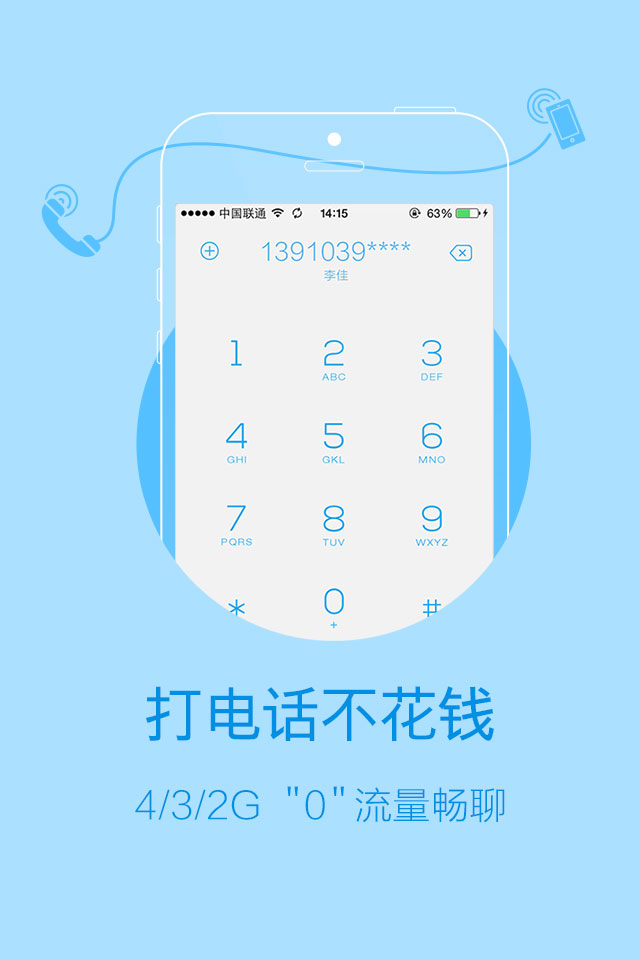 中国联通 14:15 63%
1391039****
李佳
1 2 3
ABC DEF
4 5 6
GHI GKL MNO
7 8 9
PQRS TUV WXYZ
* 0 #
+
打电话不花钱
4/3/2G "0"流量畅聊